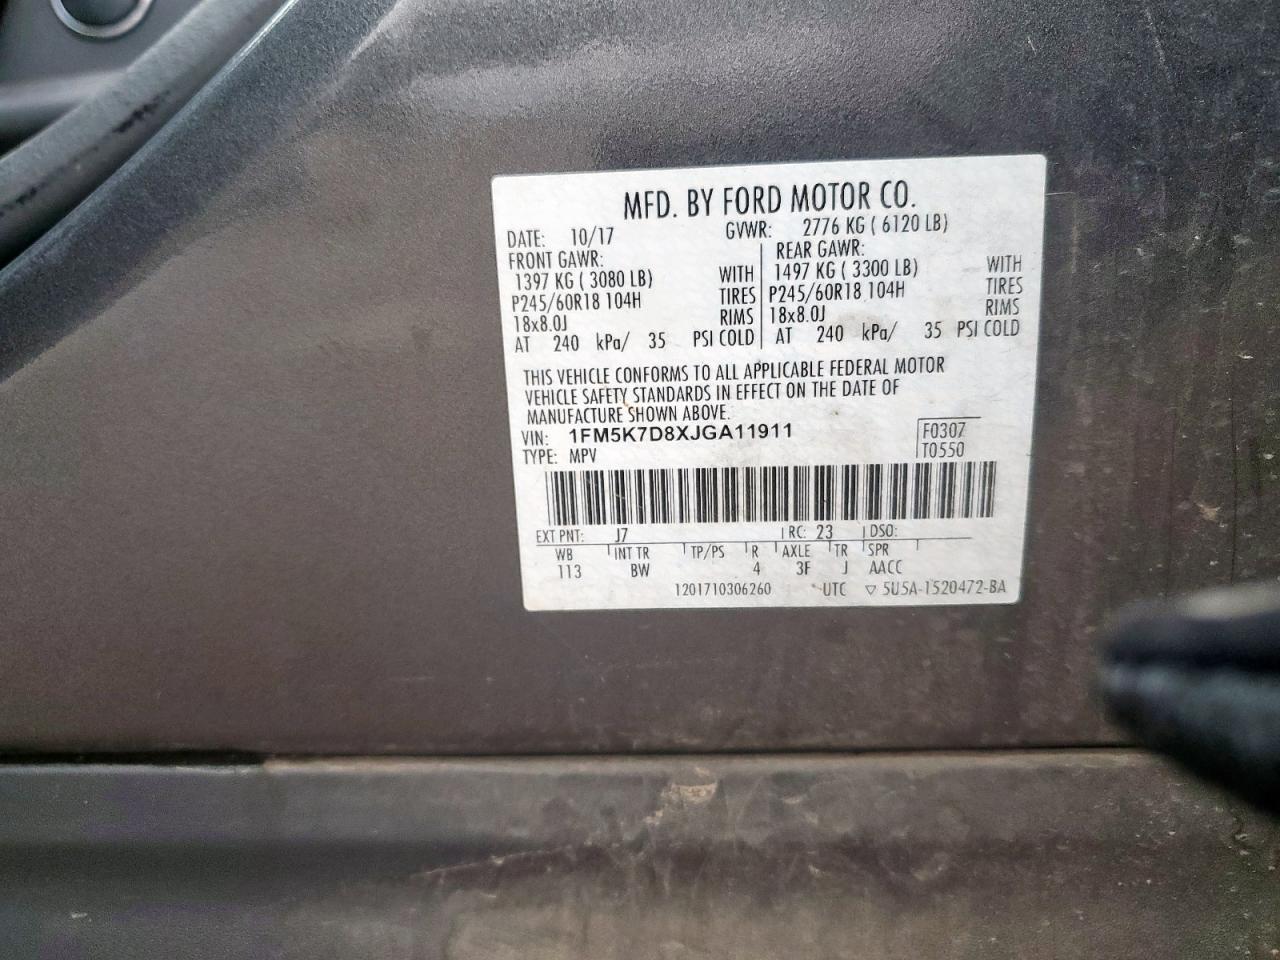 MFD. BY FORD MOTOR CO.
DATE: 10/17 GVWR: 2776 KG ( 6120 LB)
FRONT GAWR: REAR GAWR:
1397 KG ( 3080 LB) WITH 1497 KG ( 3300 LB) WITH
P245/60R18 104H TIRES P245/60R18 104H TIRES
18x8.0J RIMS 18x8.0J RIMS
AT 240 kPa/ 35 PSI COLD AT 240 kPa/ 35 PSI COLD
THIS VEHICLE CONFORMS TO ALL APPLICABLE FEDERAL MOTOR
VEHICLE SAFETY STANDARDS IN EFFECT ON THE DATE OF
MANUFACTURE SHOWN ABOVE.
VIN: 1FM5K7D8XJGA11911 F0307
TYPE: MPV T0550
EXT PNT: J7 RC: 23 DSO:
WB INT TR TP/PS R AXLE TR SPR
113 BW 4 3F J AACC
1201710306260 UTC ▽ 5U5A-1520472-BA